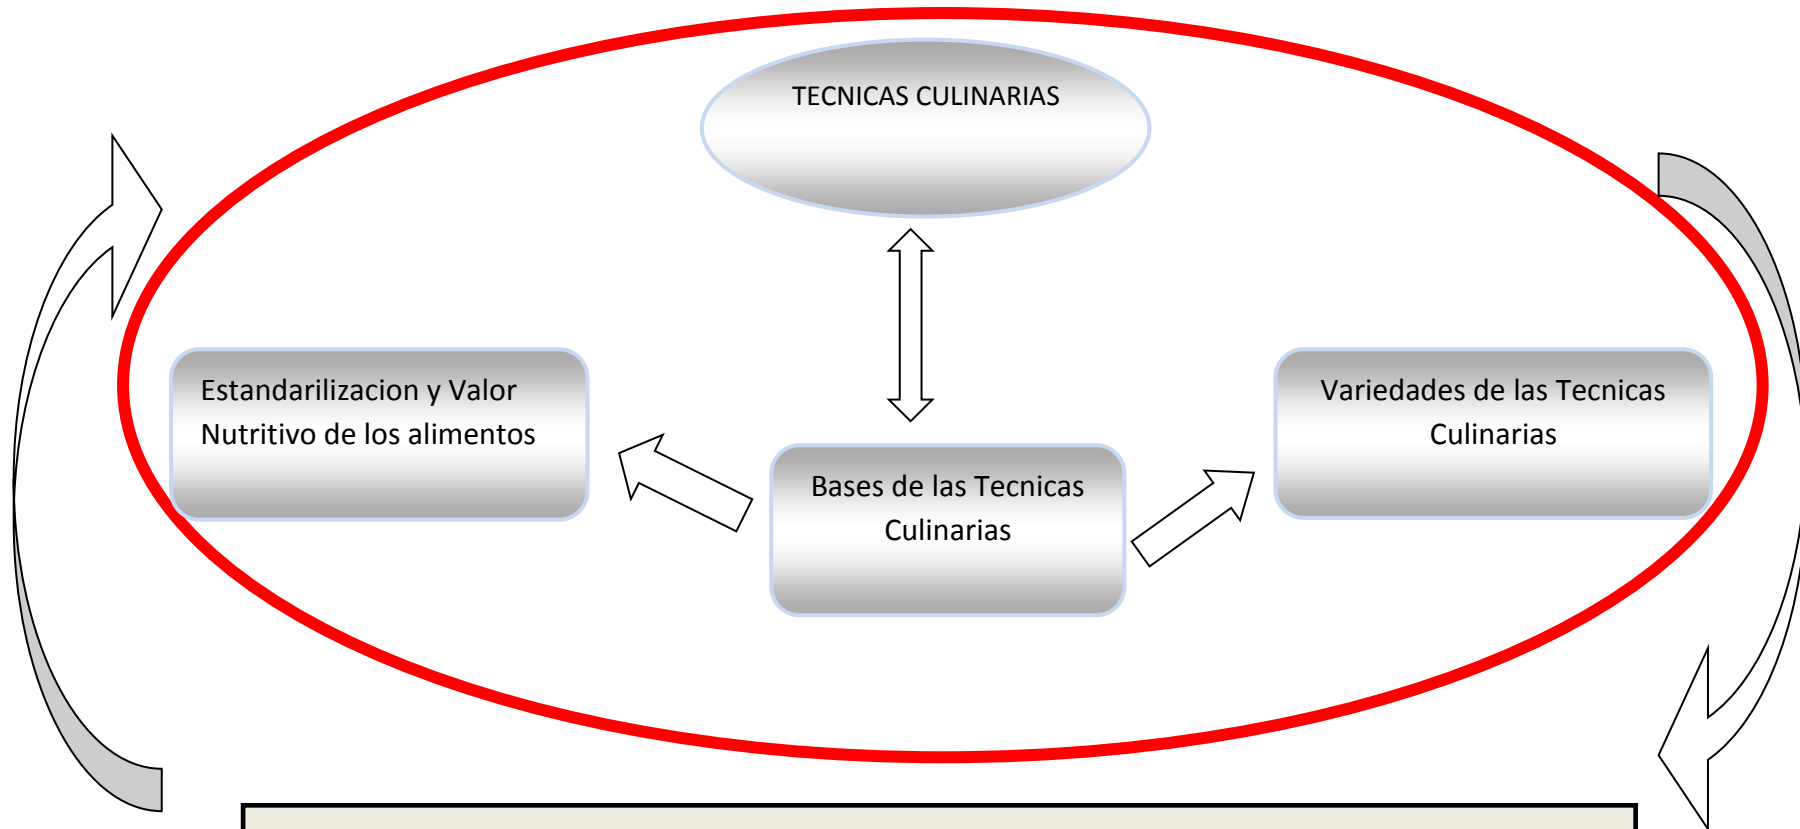 TECNICAS CULINARIAS
Estandarilizacion y Valor
Nutritivo de los alimentos
Bases de las Tecnicas
Culinarias
Variedades de las Tecnicas
Culinarias